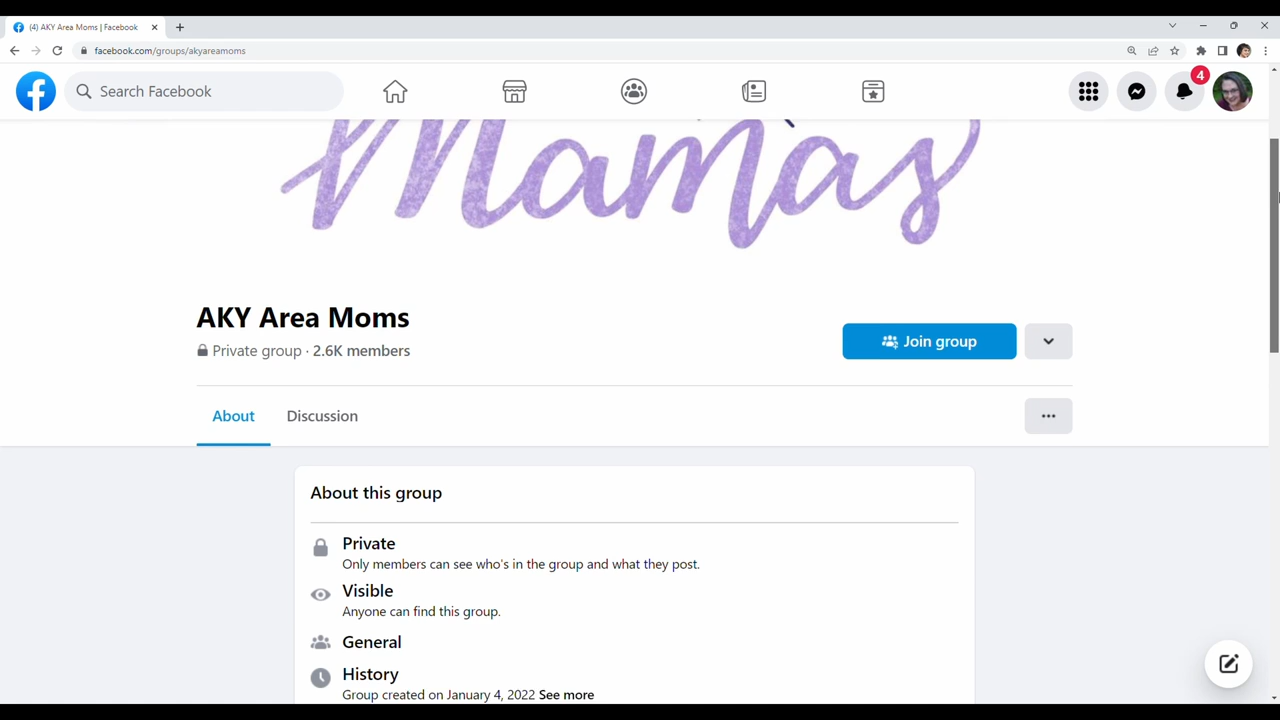 (4) AKY Area Moms | Facebook
facebook.com/groups/akyareamoms
Search Facebook
4
Mamas
AKY Area Moms
Private group · 2.6K members
Join group
About
Discussion
About this group
Private
Only members can see who's in the group and what they post.
Visible
Anyone can find this group.
General
History
Group created on January 4, 2022 See more